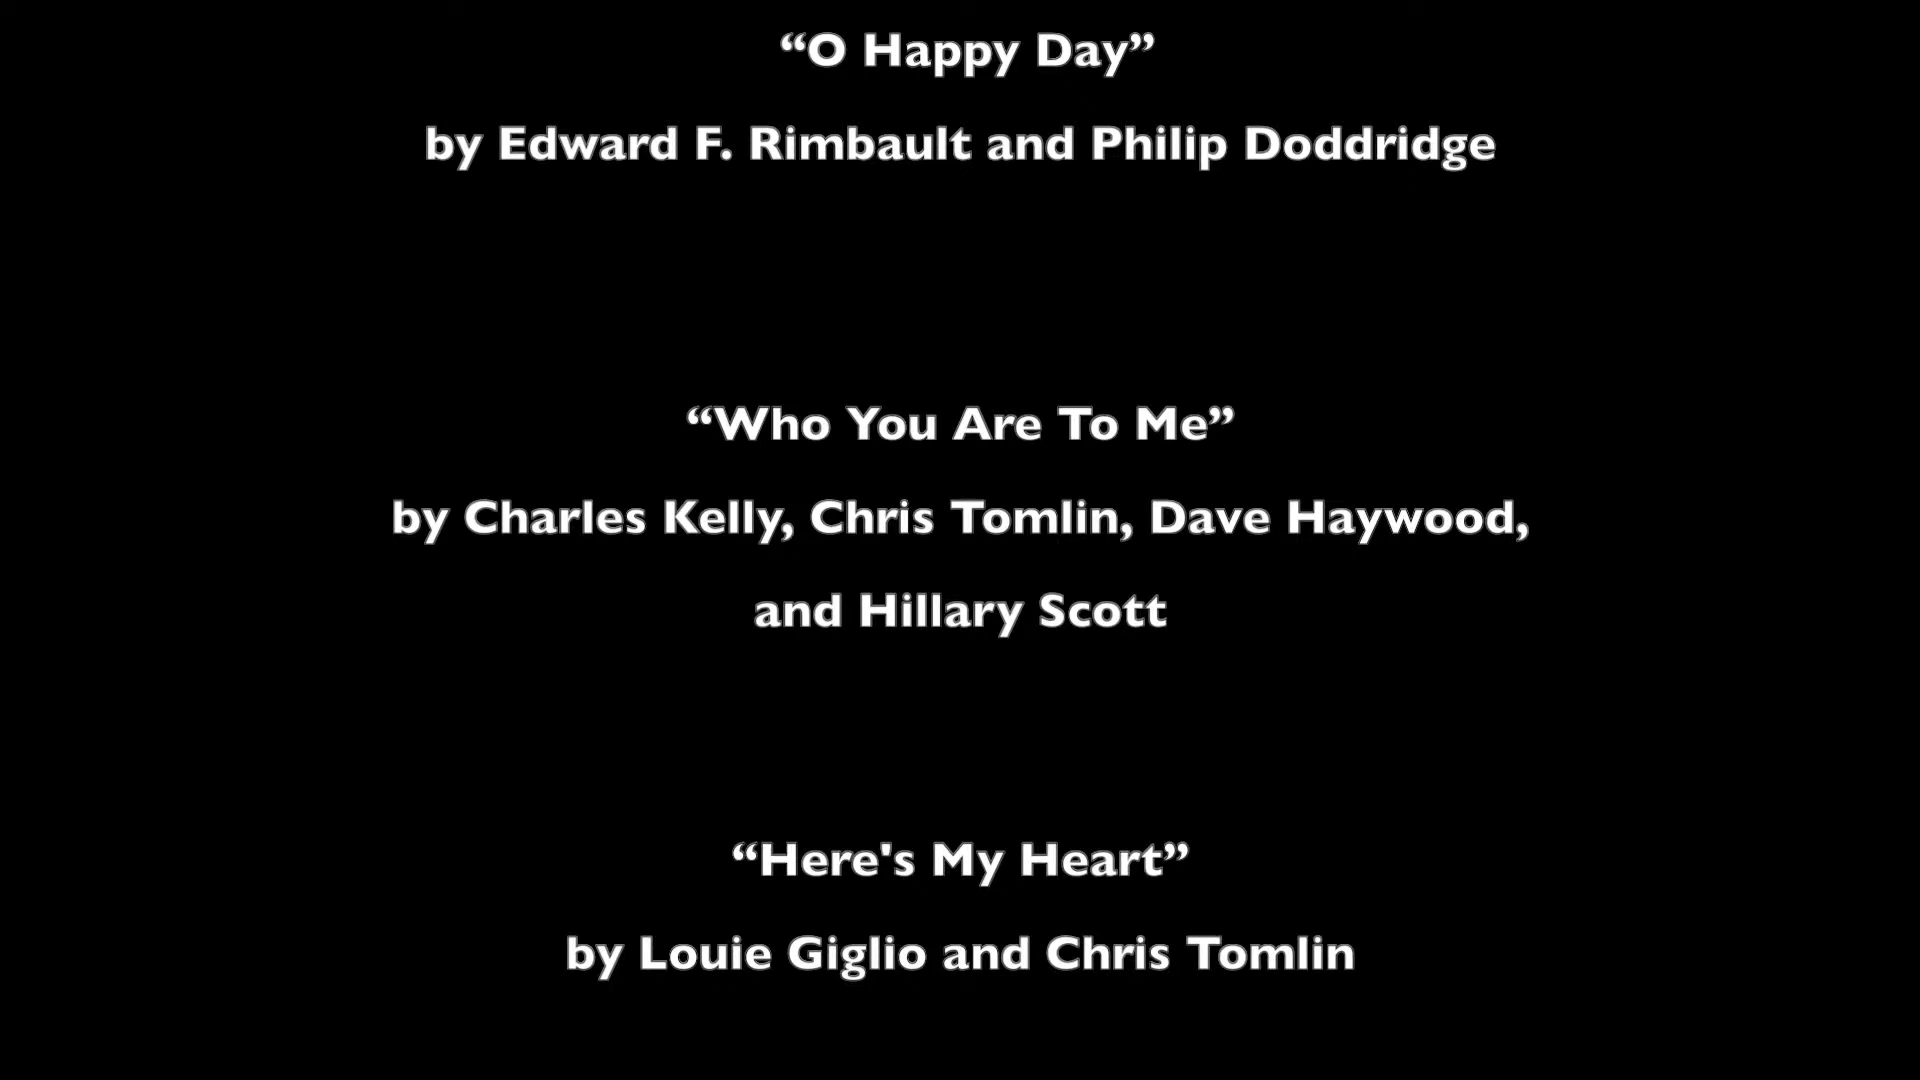 “O Happy Day”
by Edward F. Rimbault and Philip Doddridge
“Who You Are To Me”
by Charles Kelly, Chris Tomlin, Dave Haywood,
and Hillary Scott
“Here's My Heart”
by Louie Giglio and Chris Tomlin